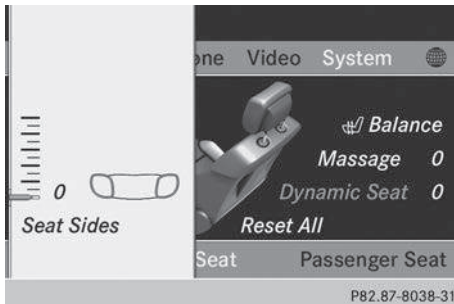 one Video System
Balance
Massage 0
0 Dynamic Seat 0
Seat Sides Reset All
Seat Passenger Seat
P82.87-8038-31